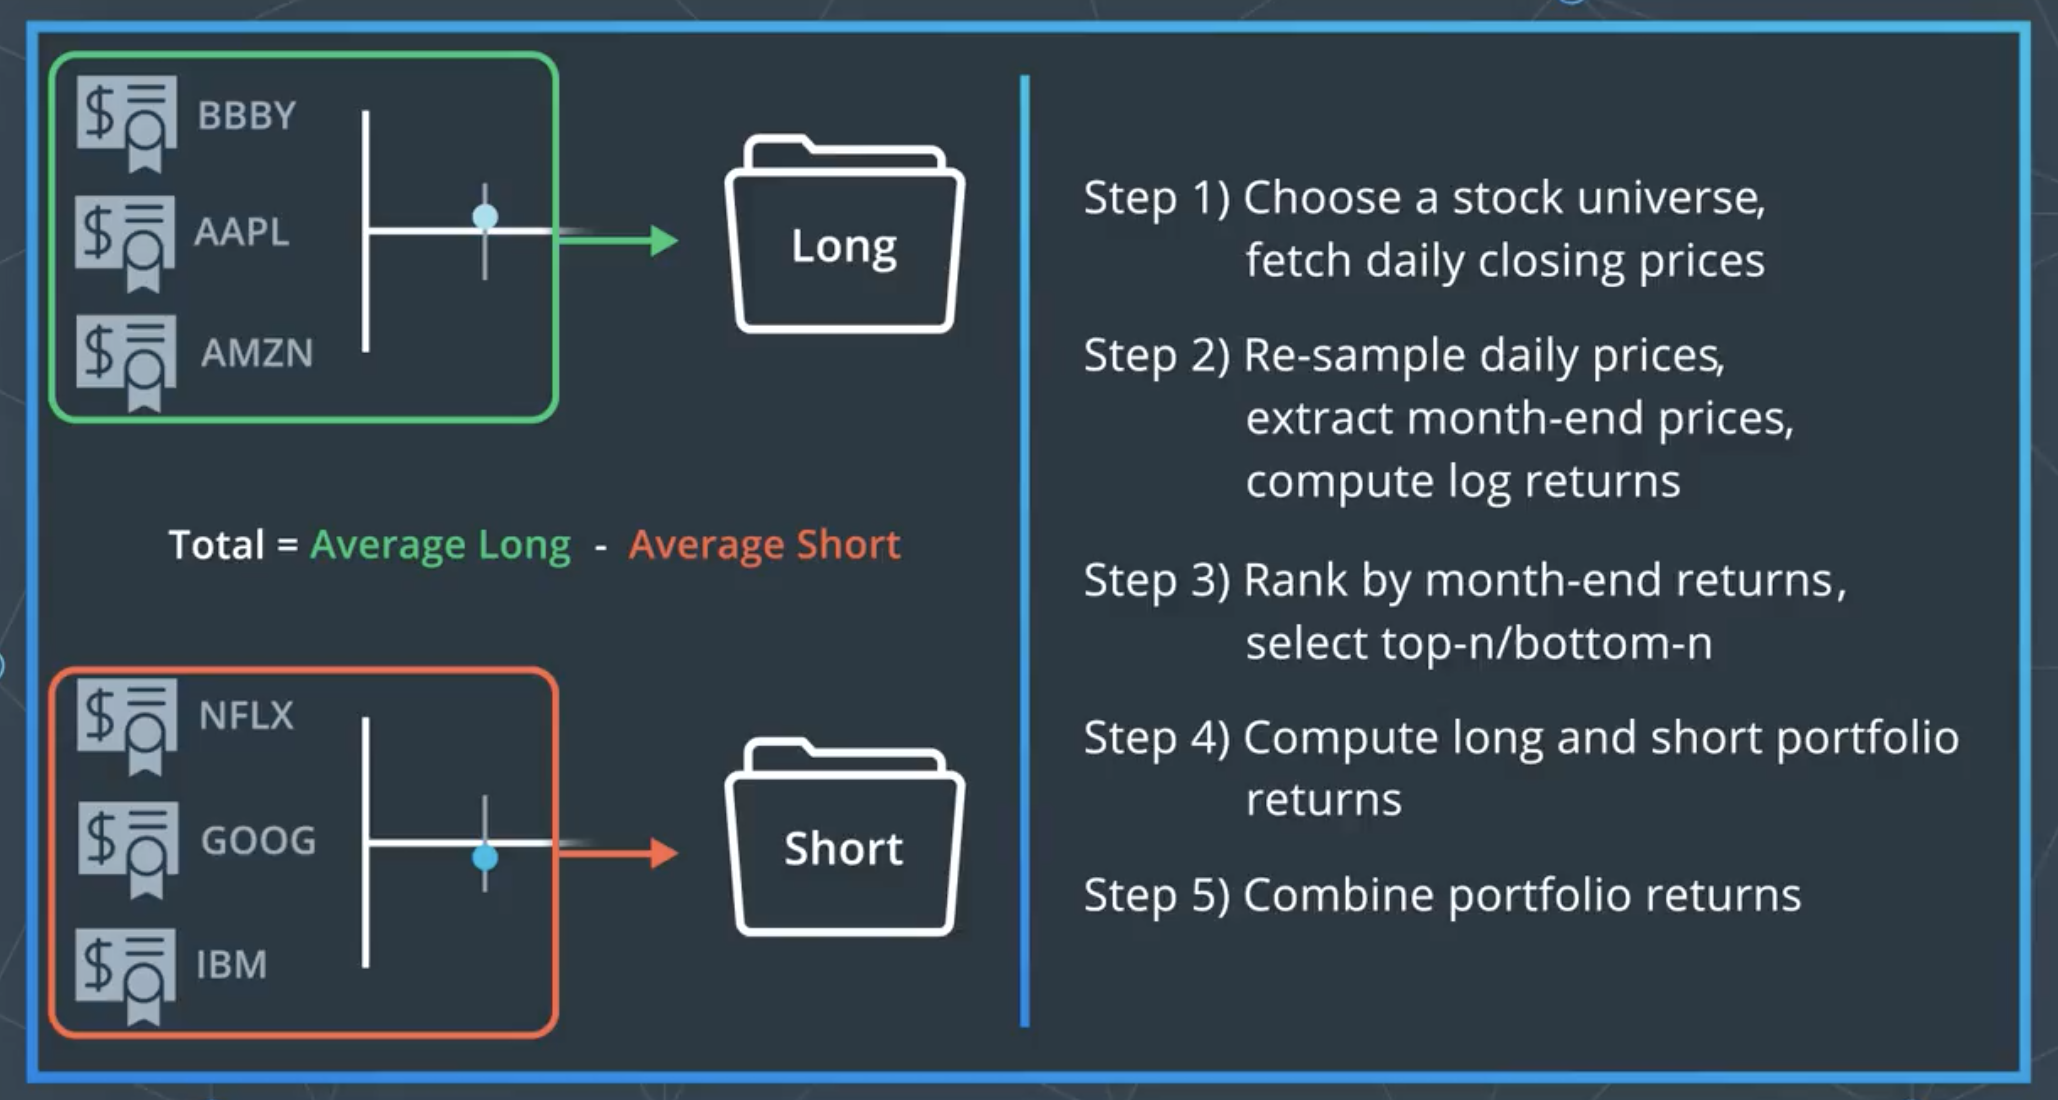 BBBY
AAPL
AMZN
Long
Total = Average Long - Average Short
NFLX
GOOG
IBM
Short
Step 1) Choose a stock universe,
fetch daily closing prices
Step 2) Re-sample daily prices,
extract month-end prices,
compute log returns
Step 3) Rank by month-end returns,
select top-n/bottom-n
Step 4) Compute long and short portfolio
returns
Step 5) Combine portfolio returns